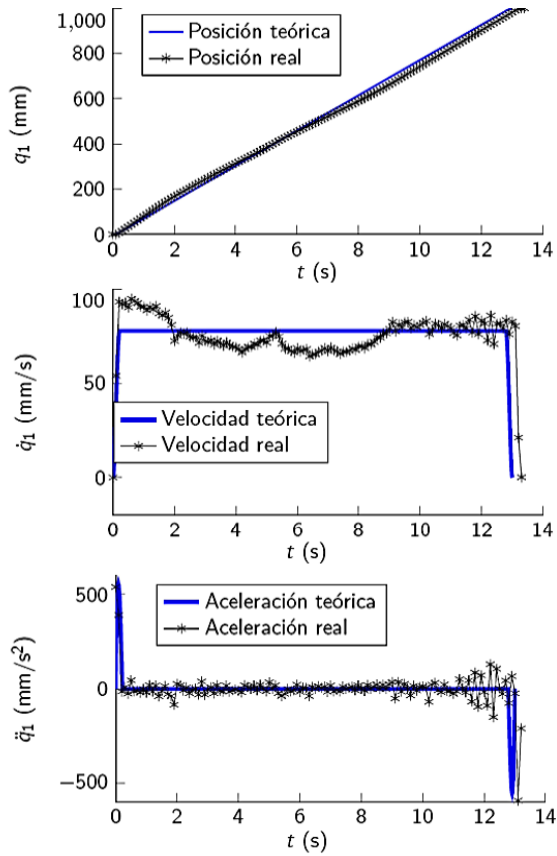 1,000
800
600
400
200
0
q₁ (mm)
Posición teórica
Posición real
0 2 4 6 8 10 12 14
t (s)
100
50
0
q̇₁ (mm/s)
Velocidad teórica
Velocidad real
0 2 4 6 8 10 12 14
t (s)
500
0
−500
q̈₁ (mm/s²)
Aceleración teórica
Aceleración real
0 2 4 6 8 10 12 14
t (s)